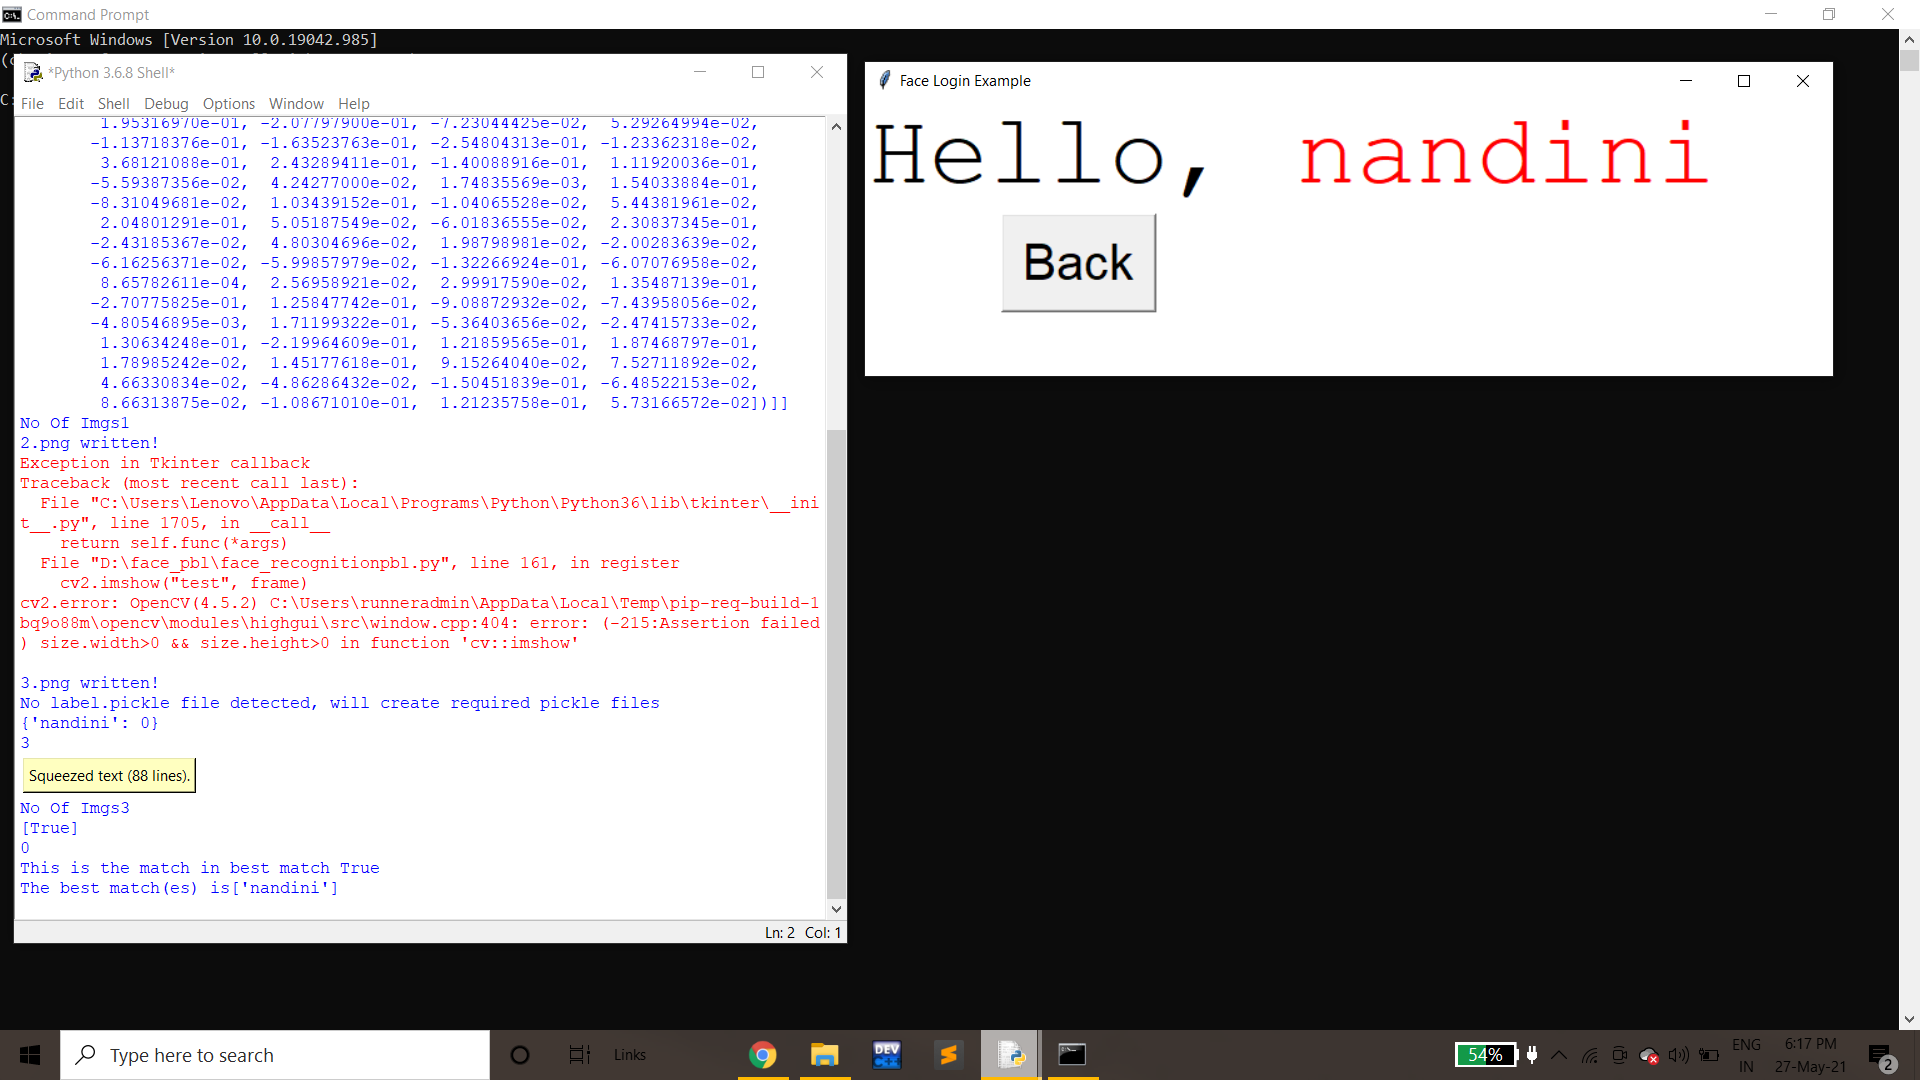 Command Prompt
Microsoft Windows [Version 10.0.19042.985]
*Python 3.6.8 Shell*
File Edit Shell Debug Options Window Help
1.95316970e-01, -2.07797900e-01, -7.23044425e-02, 5.29264994e-02,
-1.13718376e-01, -1.63523763e-01, -2.54804313e-01, -1.23362318e-02,
3.68121088e-01, 2.43289411e-01, -1.40088916e-01, 1.11920036e-01,
-5.59387356e-02, 4.24277000e-02, 1.74835569e-03, 1.54033884e-01,
-8.31049681e-02, 1.03439152e-01, -1.04065528e-01, 5.44381961e-02,
2.04801291e-01, 5.05187549e-02, -6.01836555e-02, 2.30837345e-01,
-2.43185367e-02, 4.80304696e-02, 1.98798981e-02, -2.00283639e-02,
-6.16256371e-02, -5.99857979e-02, -1.32266924e-01, -6.07076958e-02,
8.65782611e-04, 2.56958921e-02, 2.99917590e-02, 1.35487139e-01,
-2.70775825e-01, 1.25847742e-01, -9.08872932e-02, -7.43958056e-02,
-4.80546895e-03, 1.71199322e-01, -5.36403656e-02, -2.47415733e-02,
1.30634248e-01, -2.19964609e-01, 1.21859565e-01, 1.87468797e-01,
1.78985242e-02, 1.45177618e-01, 9.15264040e-02, 7.52711892e-02,
4.66330834e-02, -4.86286432e-02, -1.50451839e-01, -6.48522153e-02,
8.66313875e-02, -1.08671010e-01, 1.21235758e-01, 5.73166572e-02])]]
No Of Imgs1
2.png written!
Exception in Tkinter callback
Traceback (most recent call last):
File "C:\Users\Lenovo\AppData\Local\Programs\Python\Python36\lib\tkinter\__ini
t__.py", line 1705, in __call__
return self.func(*args)
File "D:\face_pbl\face_recognitionpbl.py", line 161, in register
cv2.imshow("test", frame)
cv2.error: OpenCV(4.5.2) C:\Users\runneradmin\AppData\Local\Temp\pip-req-build-1
bq9o88m\opencv\modules\highgui\src\window.cpp:404: error: (-215:Assertion failed
) size.width>0 && size.height>0 in function 'cv::imshow'
3.png written!
No label.pickle file detected, will create required pickle files
{'nandini': 0}
3
Squeezed text (88 lines).
No Of Imgs3
[True]
0
This is the match in best match True
The best match(es) is['nandini']
Ln: 2 Col: 1
Face Login Example
Hello, nandini
Back
Type here to search
Links
DEV
C++
54%
ENG
IN
6:17 PM
27-May-21
2